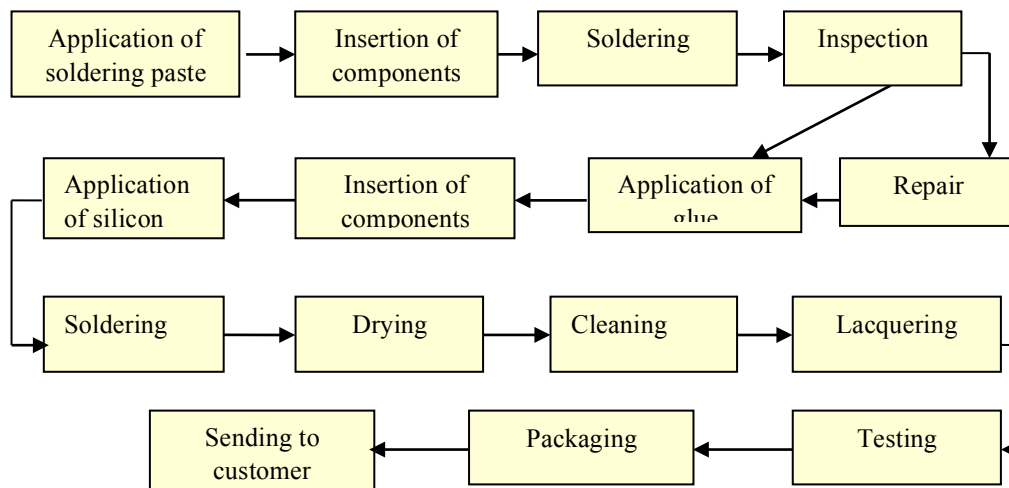 Application of
soldering paste
Insertion of
components
Soldering
Inspection
Application
of silicon
Insertion of
components
Application of
glue
Repair
Soldering
Drying
Cleaning
Lacquering
Sending to
customer
Packaging
Testing